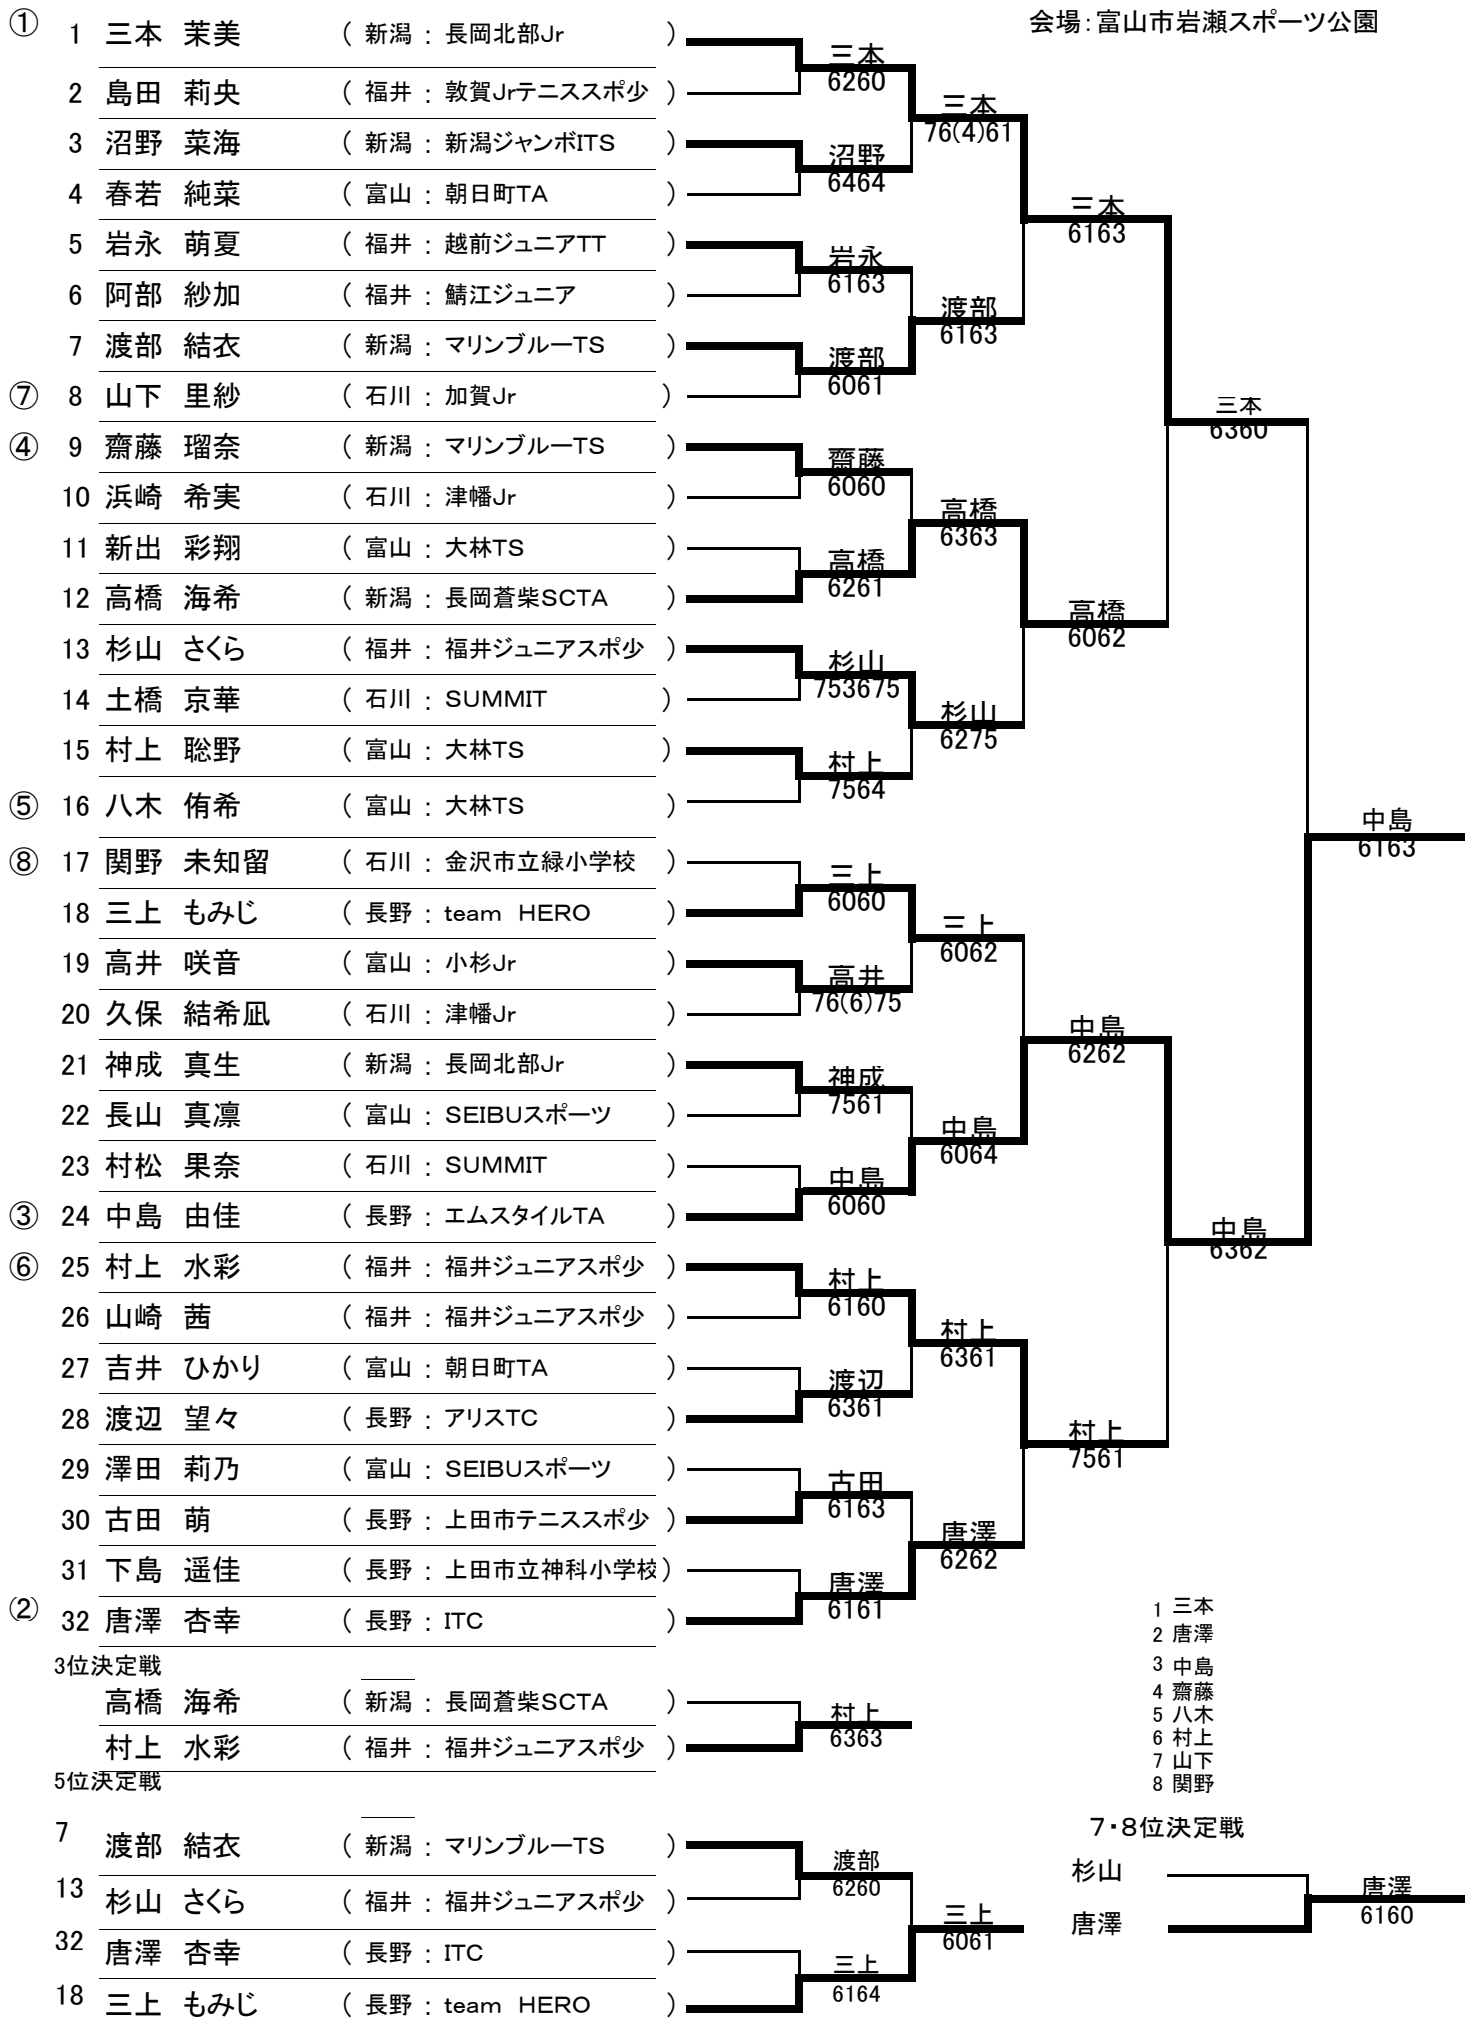 会場：富山市岩瀬スポーツ公園
① 1 三本 茉美 （ 新潟 ： 長岡北部Jr ）
三本
6260
2 島田 莉央 （ 福井 ： 敦賀Jrテニススポ少 ）
三本
76(4)61
3 沼野 菜海 （ 新潟 ： 新潟ジャンボITS ）
沼野
6464
4 春若 純菜 （ 富山 ： 朝日町TA ）
三本
6163
5 岩永 萌夏 （ 福井 ： 越前ジュニアTT ）
岩永
6163
6 阿部 紗加 （ 福井 ： 鯖江ジュニア ）
渡部
6163
7 渡部 結衣 （ 新潟 ： マリンブルーTS ）
渡部
6061
⑦ 8 山下 里紗 （ 石川 ： 加賀Jr ）
三本
6360
④ 9 齋藤 瑠奈 （ 新潟 ： マリンブルーTS ）
齋藤
6060
10 浜崎 希実 （ 石川 ： 津幡Jr ）
高橋
6363
11 新出 彩翔 （ 富山 ： 大林TS ）
高橋
6261
12 高橋 海希 （ 新潟 ： 長岡蒼柴SCTA ）
高橋
6062
13 杉山 さくら （ 福井 ： 福井ジュニアスポ少 ）
杉山
753675
14 土橋 京華 （ 石川 ： SUMMIT ）
杉山
6275
15 村上 聡野 （ 富山 ： 大林TS ）
村上
7564
⑤ 16 八木 侑希 （ 富山 ： 大林TS ）
中島
6163
⑧ 17 関野 未知留 （ 石川 ： 金沢市立緑小学校 ）
三上
6060
18 三上 もみじ （ 長野 ： team HERO ）
三上
6062
19 高井 咲音 （ 富山 ： 小杉Jr ）
高井
76(6)75
20 久保 結希凪 （ 石川 ： 津幡Jr ）
中島
6262
21 神成 真生 （ 新潟 ： 長岡北部Jr ）
神成
7561
22 長山 真凛 （ 富山 ： SEIBUスポーツ ）
中島
6064
23 村松 果奈 （ 石川 ： SUMMIT ）
中島
6060
③ 24 中島 由佳 （ 長野 ： エムスタイルTA ）
中島
6362
⑥ 25 村上 水彩 （ 福井 ： 福井ジュニアスポ少 ）
村上
6160
26 山崎 茜 （ 福井 ： 福井ジュニアスポ少 ）
村上
6361
27 吉井 ひかり （ 富山 ： 朝日町TA ）
渡辺
6361
28 渡辺 望々 （ 長野 ： アリスTC ）
村上
7561
29 澤田 莉乃 （ 富山 ： SEIBUスポーツ ）
古田
6163
30 古田 萌 （ 長野 ： 上田市テニススポ少 ）
唐澤
6262
31 下島 遥佳 （ 長野 ： 上田市立神科小学校）
唐澤
6161
② 32 唐澤 杏幸 （ 長野 ： ITC ）
1 三本
2 唐澤
3 中島
4 齋藤
5 八木
6 村上
7 山下
8 関野
3位決定戦
高橋 海希 （ 新潟 ： 長岡蒼柴SCTA ）
村上
6363
村上 水彩 （ 福井 ： 福井ジュニアスポ少 ）
5位決定戦
7 渡部 結衣 （ 新潟 ： マリンブルーTS ）
渡部
6260
13 杉山 さくら （ 福井 ： 福井ジュニアスポ少 ）
三上
6061
32 唐澤 杏幸 （ 長野 ： ITC ）
三上
6164
18 三上 もみじ （ 長野 ： team HERO ）
7・8位決定戦
杉山
唐澤
6160
唐澤